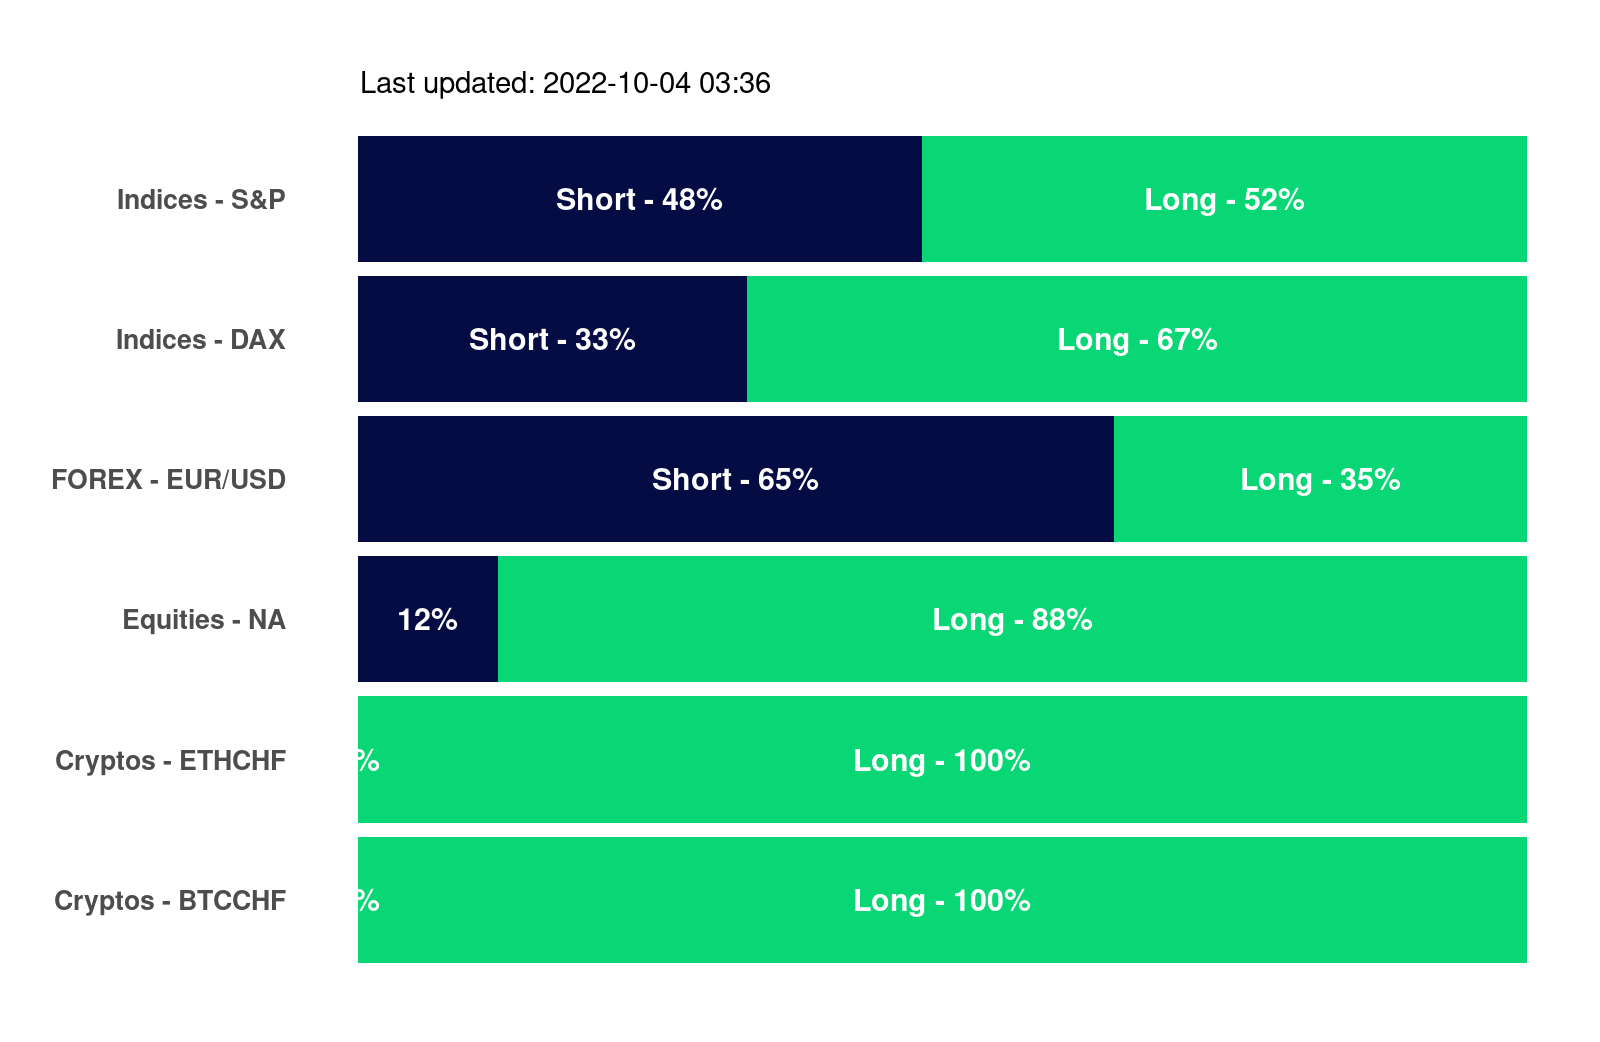 Last updated: 2022-10-04 03:36
Indices - S&P Short - 48% Long - 52%
Indices - DAX Short - 33% Long - 67%
FOREX - EUR/USD Short - 65% Long - 35%
Equities - NA 12% Long - 88%
Cryptos - ETHCHF % Long - 100%
Cryptos - BTCCHF % Long - 100%